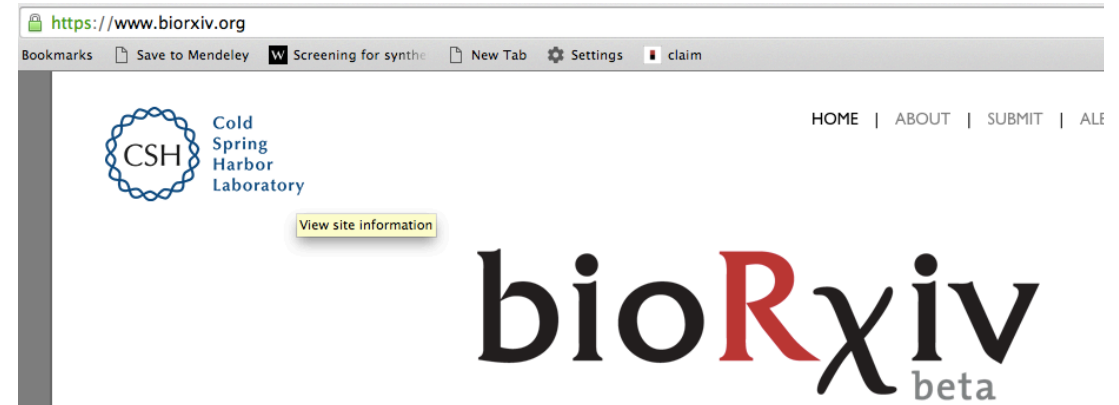 https://www.biorxiv.org
Bookmarks Save to Mendeley W Screening for synthe New Tab Settings claim
HOME | ABOUT | SUBMIT | ALE
CSH
Cold
Spring
Harbor
Laboratory
View site information
bioRχiv
beta